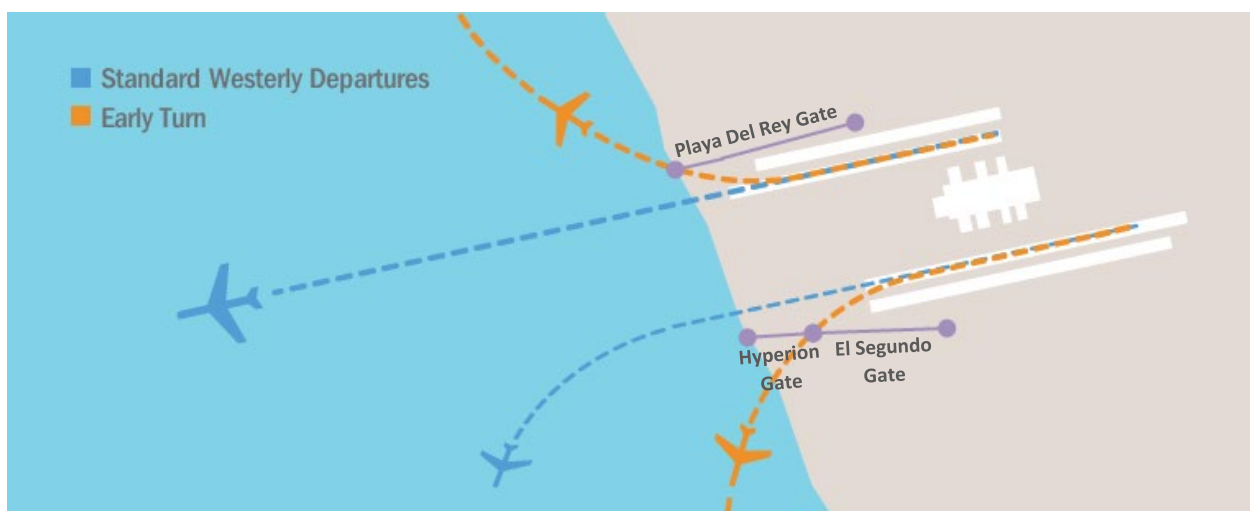 Standard Westerly Departures
Early Turn
Playa Del Rey Gate
Hyperion
Gate
El Segundo
Gate